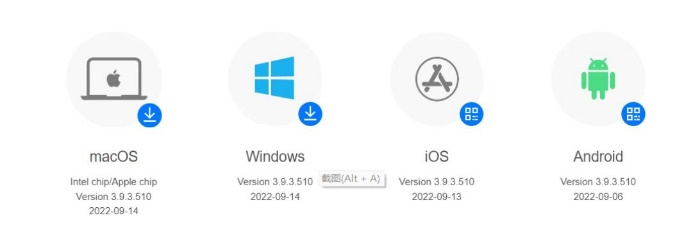 macOS
Intel chip/Apple chip
Version 3.9.3.510
2022-09-14
Windows
Version 3.9.3.510
2022-09-14
截图(Alt + A)
iOS
Version 3.9.3.510
2022-09-13
Android
Version 3.9.3.510
2022-09-06